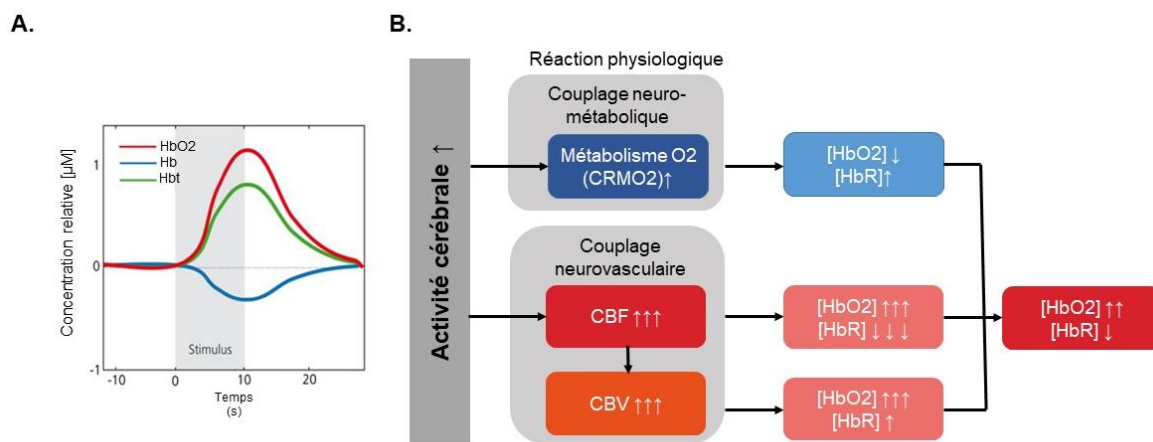 A.
HbO2
Hb
Hbt
Concentration relative [µM]
1
0
-1
Stimulus
-10
0
10
20
Temps
(s)
B.
Activité cérébrale ↑
Réaction physiologique
Couplage neuro-
métabolique
Métabolisme O2
(CRMO2)↑
[HbO2] ↓
[HbR]↑
Couplage
neurovasculaire
CBF ↑↑↑
[HbO2] ↑↑↑
[HbR] ↓ ↓ ↓
[HbO2] ↑↑
[HbR] ↓
CBV ↑↑↑
[HbO2] ↑↑↑
[HbR] ↑